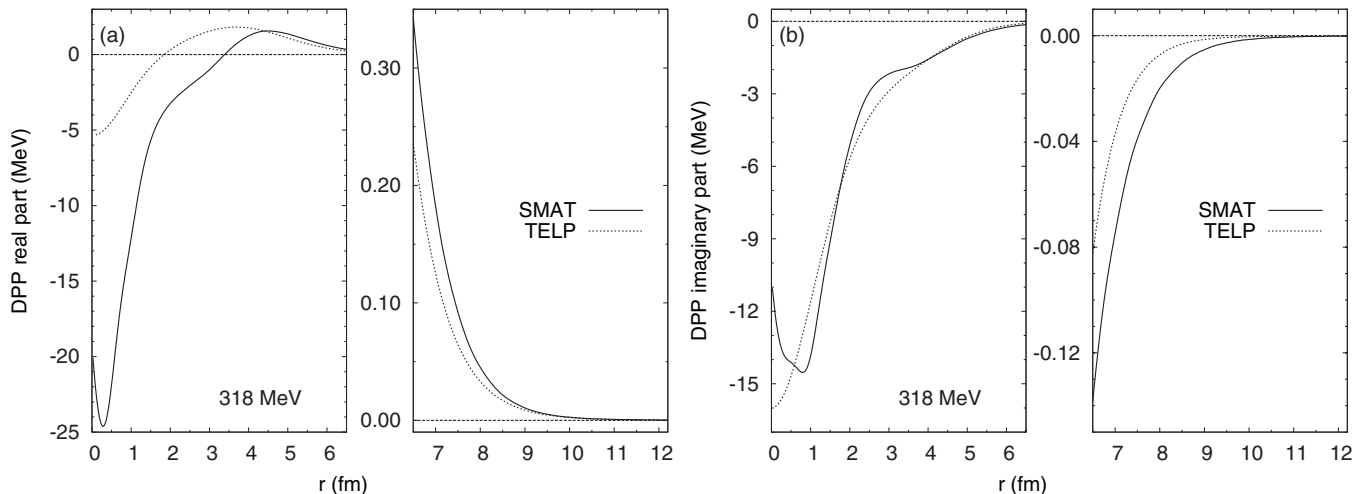 (a)
DPP real part (MeV)
0
-5
-10
-15
-20
-25
318 MeV
0 1 2 3 4 5 6
0.30
0.20
0.10
0.00
SMAT
TELP
7 8 9 10 11 12
r (fm)
(b)
DPP imaginary part (MeV)
0
-3
-6
-9
-12
-15
318 MeV
0 1 2 3 4 5 6
0.00
-0.04
-0.08
-0.12
SMAT
TELP
7 8 9 10 11 12
r (fm)